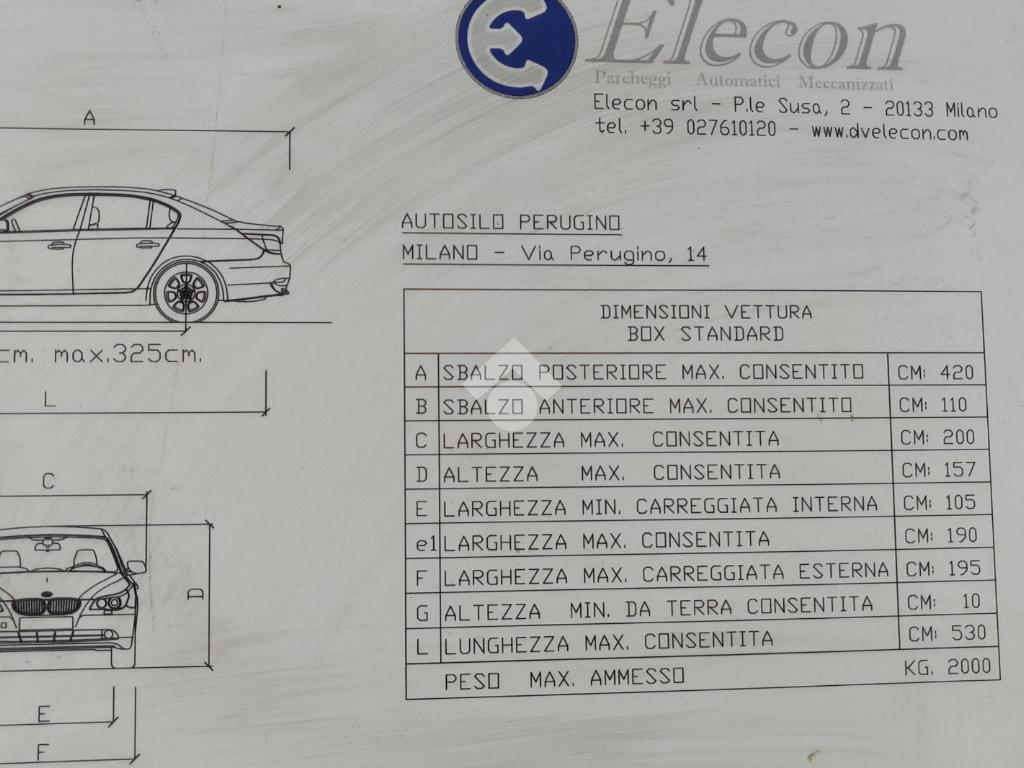 Elecon
Parcheggi Automatici Meccanizzati
Elecon srl - P.le Susa, 2 - 20133 Milano
tel. +39 027610120 - www.dvelecon.com
A
AUTOSILO PERUGINO
MILANO - Via Perugino, 14
cm. max.325cm.
L
DIMENSIONI VETTURA
BOX STANDARD
A SBALZO POSTERIORE MAX. CONSENTITO CM: 420
B SBALZO ANTERIORE MAX. CONSENTITO CM: 110
C LARGHEZZA MAX. CONSENTITA CM: 200
D ALTEZZA MAX. CONSENTITA CM: 157
E LARGHEZZA MIN. CARREGGIATA INTERNA CM: 105
e1 LARGHEZZA MAX. CONSENTITA CM: 190
F LARGHEZZA MAX. CARREGGIATA ESTERNA CM: 195
G ALTEZZA MIN. DA TERRA CONSENTITA CM: 10
L LUNGHEZZA MAX. CONSENTITA CM: 530
PESO MAX. AMMESSO KG. 2000
C
D
E
F